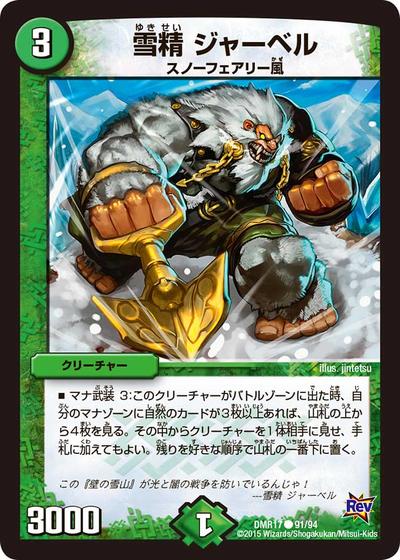 3
ゆきせい
雪精 ジャーベル
スノーフェアリー風
かぜ
illus. jintetsu
クリーチャー
■ マナ武装 3:このクリーチャーがバトルゾーンに出た時、自
分のマナゾーンに自然のカードが3枚以上あれば、山札の上か
ら4枚を見る。その中からクリーチャーを1体相手に見せ、手
札に加えてもよい。残りを好きな順序で山札の一番下に置く。
この『壁の雪山』が光と闇の戦争を防いでいるんじゃ!
---雪精 ジャーベル
3000
1
DMR17 ● 91/94
©2015 Wizards/Shogakukan/Mitsui-Kids
Rev